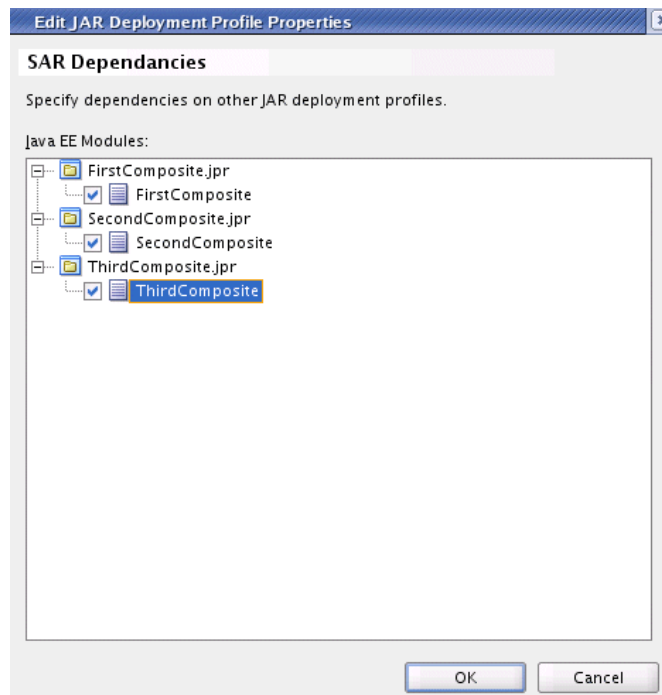 Edit JAR Deployment Profile Properties
SAR Dependancies
Specify dependencies on other JAR deployment profiles.
Java EE Modules:
FirstComposite.jpr
FirstComposite
SecondComposite.jpr
SecondComposite
ThirdComposite.jpr
ThirdComposite
OK
Cancel